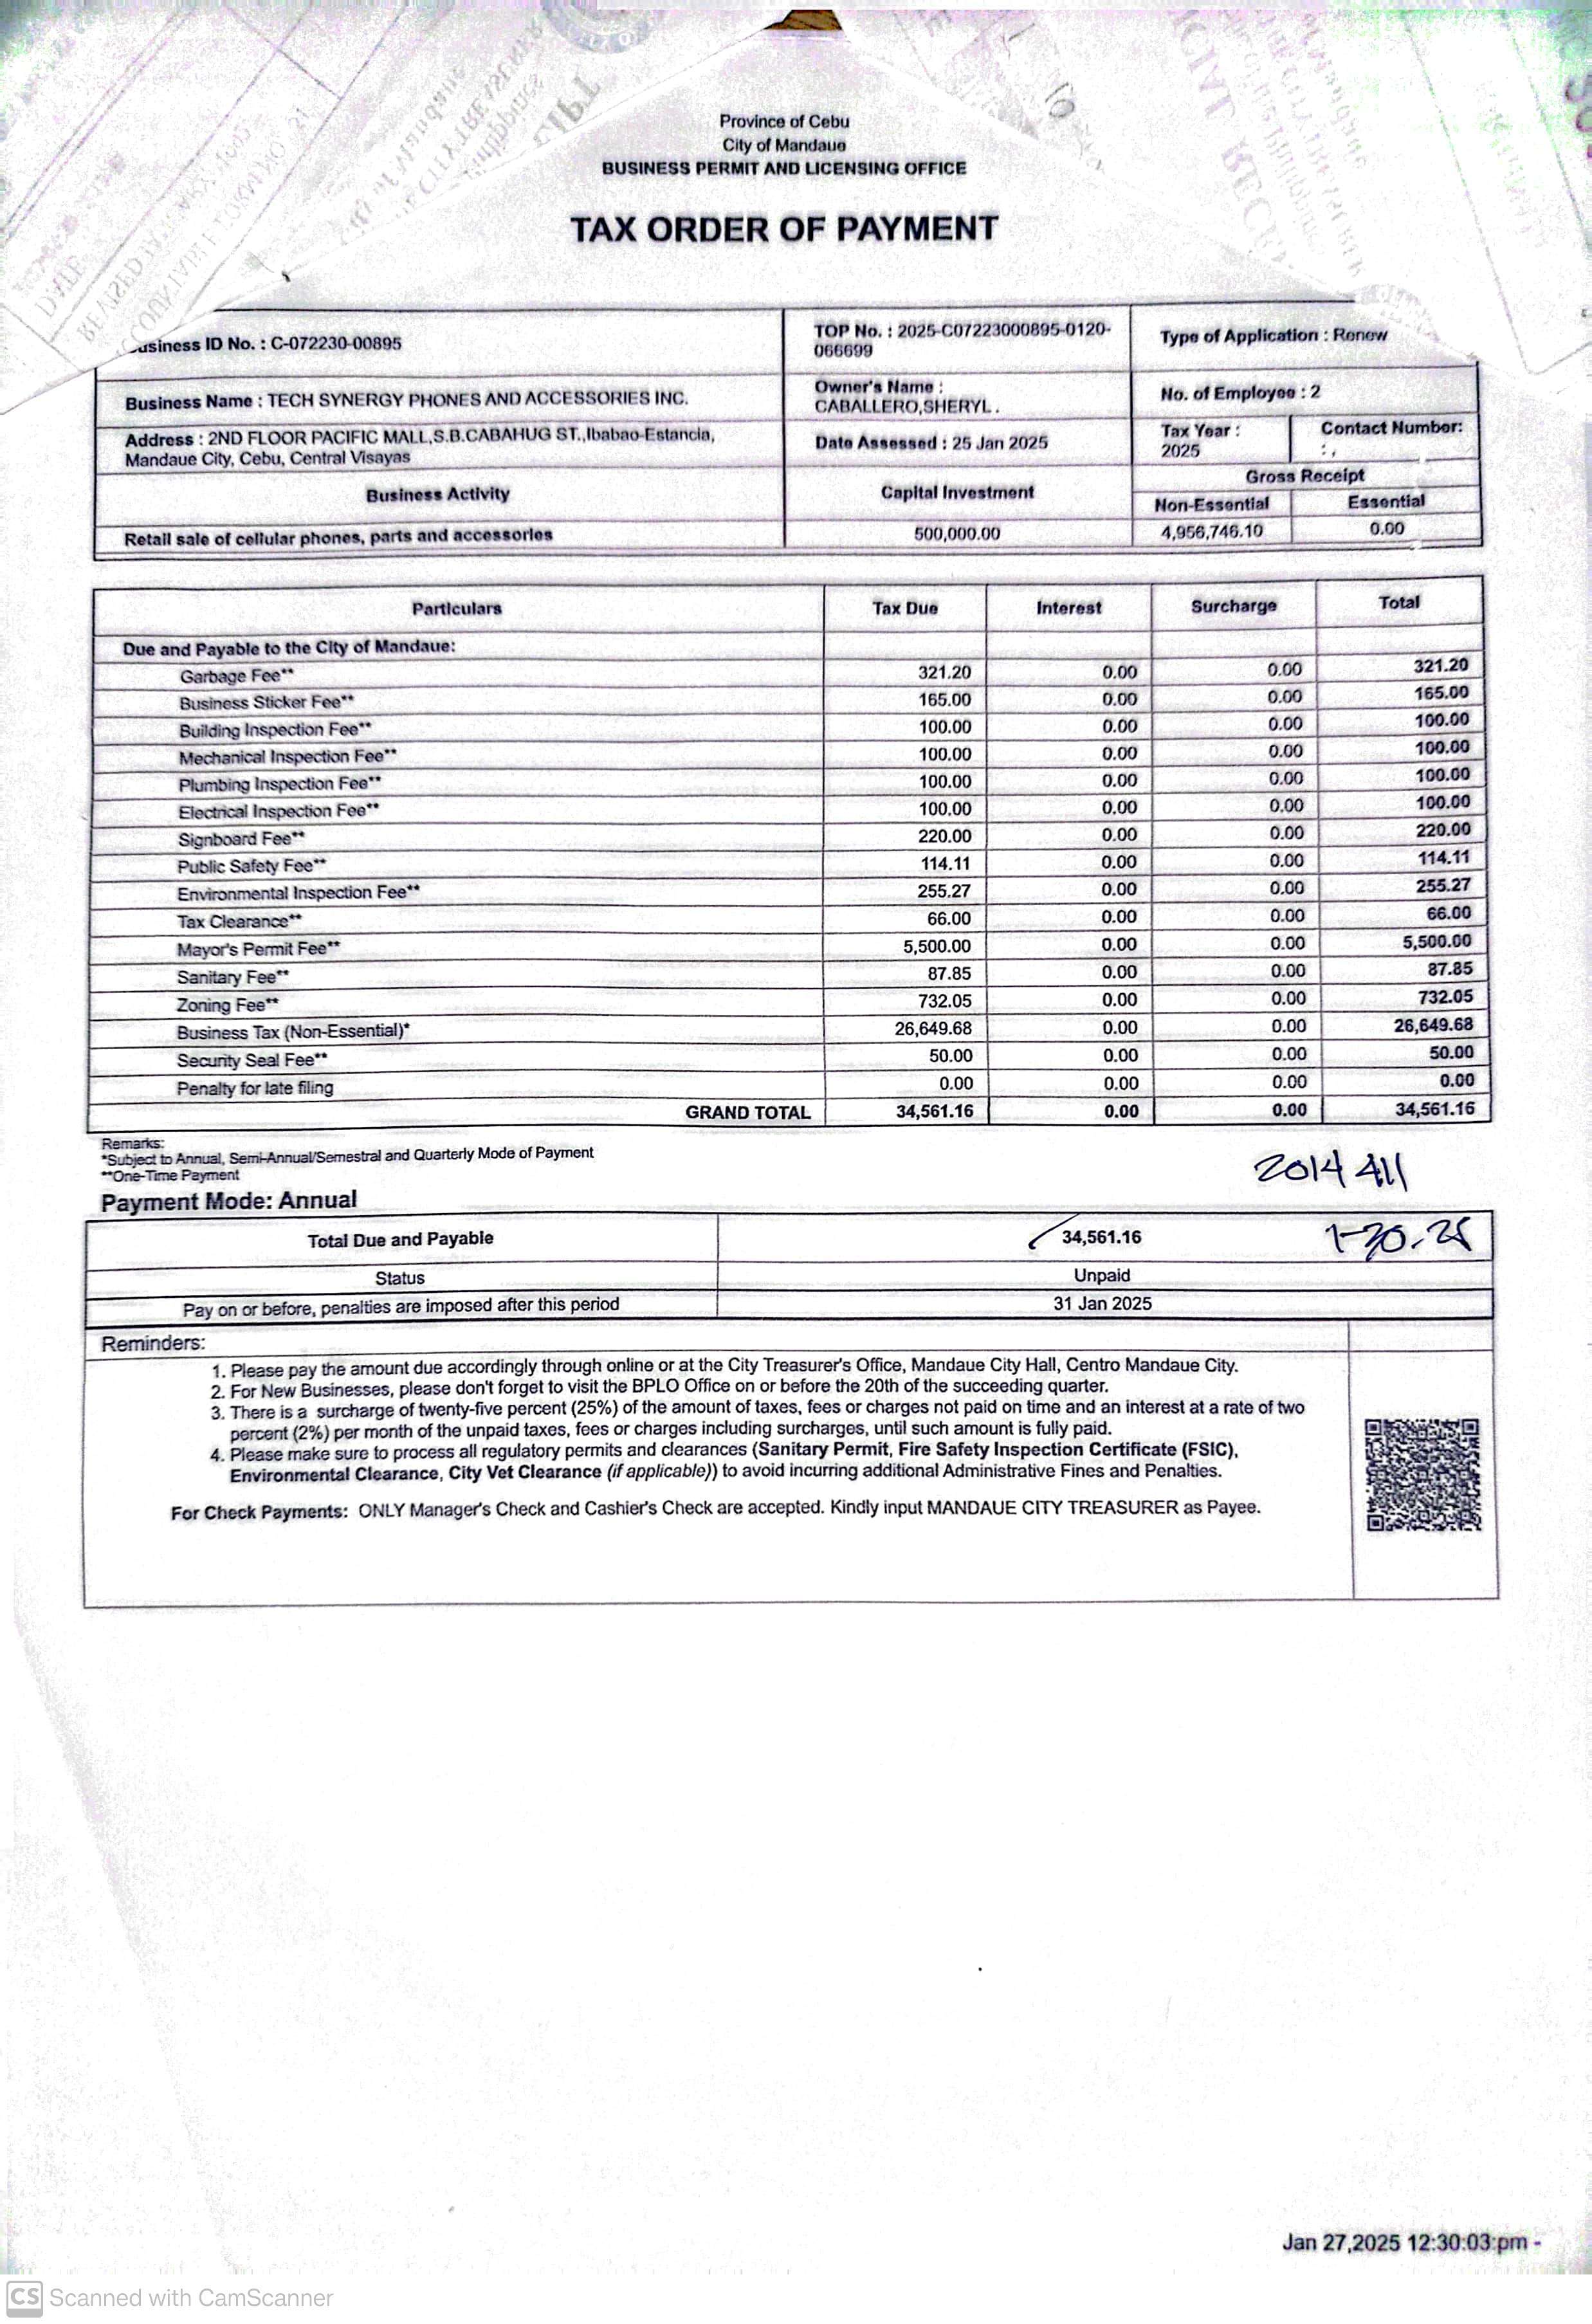 Province of Cebu
City of Mandaue
BUSINESS PERMIT AND LICENSING OFFICE
TAX ORDER OF PAYMENT
usiness ID No. : C-072230-00895
TOP No. : 2025-C07223000895-0120-
066699
Type of Application : Renew
Business Name : TECH SYNERGY PHONES AND ACCESSORIES INC.
Owner's Name :
CABALLERO,SHERYL .
No. of Employee : 2
Address : 2ND FLOOR PACIFIC MALL,S.B.CABAHUG ST.,Ibabao-Estancia,
Mandaue City, Cebu, Central Visayas
Date Assessed : 25 Jan 2025
Tax Year :
2025
Contact Number:
: ,
Business Activity Capital Investment Gross Receipt
Non-Essential Essential
Retail sale of cellular phones, parts and accessories 500,000.00 4,956,746.10 0.00
Particulars Tax Due Interest Surcharge Total
Due and Payable to the City of Mandaue:
Garbage Fee** 321.20 0.00 0.00 321.20
Business Sticker Fee** 165.00 0.00 0.00 165.00
Building Inspection Fee** 100.00 0.00 0.00 100.00
Mechanical Inspection Fee** 100.00 0.00 0.00 100.00
Plumbing Inspection Fee** 100.00 0.00 0.00 100.00
Electrical Inspection Fee** 100.00 0.00 0.00 100.00
Signboard Fee** 220.00 0.00 0.00 220.00
Public Safety Fee** 114.11 0.00 0.00 114.11
Environmental Inspection Fee** 255.27 0.00 0.00 255.27
Tax Clearance** 66.00 0.00 0.00 66.00
Mayor's Permit Fee** 5,500.00 0.00 0.00 5,500.00
Sanitary Fee** 87.85 0.00 0.00 87.85
Zoning Fee** 732.05 0.00 0.00 732.05
Business Tax (Non-Essential)* 26,649.68 0.00 0.00 26,649.68
Security Seal Fee** 50.00 0.00 0.00 50.00
Penalty for late filing 0.00 0.00 0.00 0.00
GRAND TOTAL 34,561.16 0.00 0.00 34,561.16
Remarks:
*Subject to Annual, Semi-Annual/Semestral and Quarterly Mode of Payment
**One-Time Payment
2014411
Payment Mode: Annual
Total Due and Payable 34,561.16 1-30-25
Status Unpaid
Pay on or before, penalties are imposed after this period 31 Jan 2025
Reminders:
1. Please pay the amount due accordingly through online or at the City Treasurer's Office, Mandaue City Hall, Centro Mandaue City.
2. For New Businesses, please don't forget to visit the BPLO Office on or before the 20th of the succeeding quarter.
3. There is a surcharge of twenty-five percent (25%) of the amount of taxes, fees or charges not paid on time and an interest at a rate of two
percent (2%) per month of the unpaid taxes, fees or charges including surcharges, until such amount is fully paid.
4. Please make sure to process all regulatory permits and clearances (Sanitary Permit, Fire Safety Inspection Certificate (FSIC),
Environmental Clearance, City Vet Clearance (if applicable)) to avoid incurring additional Administrative Fines and Penalties.
For Check Payments: ONLY Manager's Check and Cashier's Check are accepted. Kindly input MANDAUE CITY TREASURER as Payee.
Jan 27,2025 12:30:03:pm -
CS Scanned with CamScanner